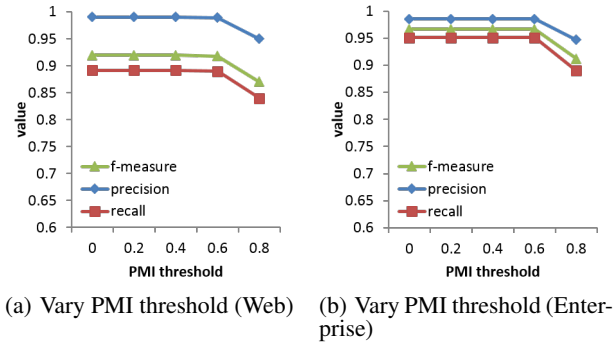 1
0.95
0.9
0.85
0.8
0.75
0.7
0.65
0.6
value
f-measure
precision
recall
0 0.2 0.4 0.6 0.8
PMI threshold
(a) Vary PMI threshold (Web)
1
0.95
0.9
0.85
0.8
0.75
0.7
0.65
0.6
value
f-measure
precision
recall
0 0.2 0.4 0.6 0.8
PMI threshold
(b) Vary PMI threshold (Enter-
prise)